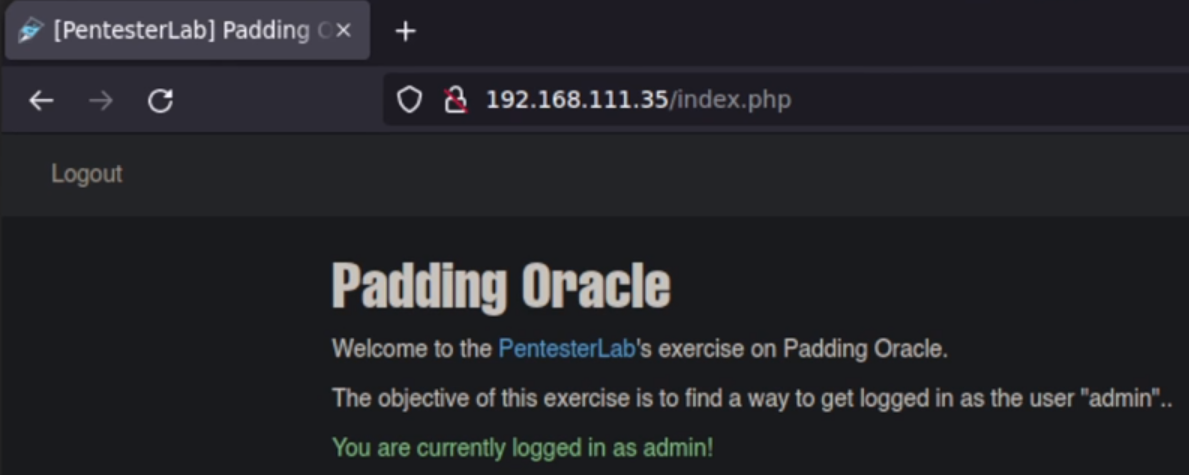 [PentesterLab] Padding
192.168.111.35/index.php
Logout
Padding Oracle
Welcome to the PentesterLab's exercise on Padding Oracle.
The objective of this exercise is to find a way to get logged in as the user "admin"..
You are currently logged in as admin!